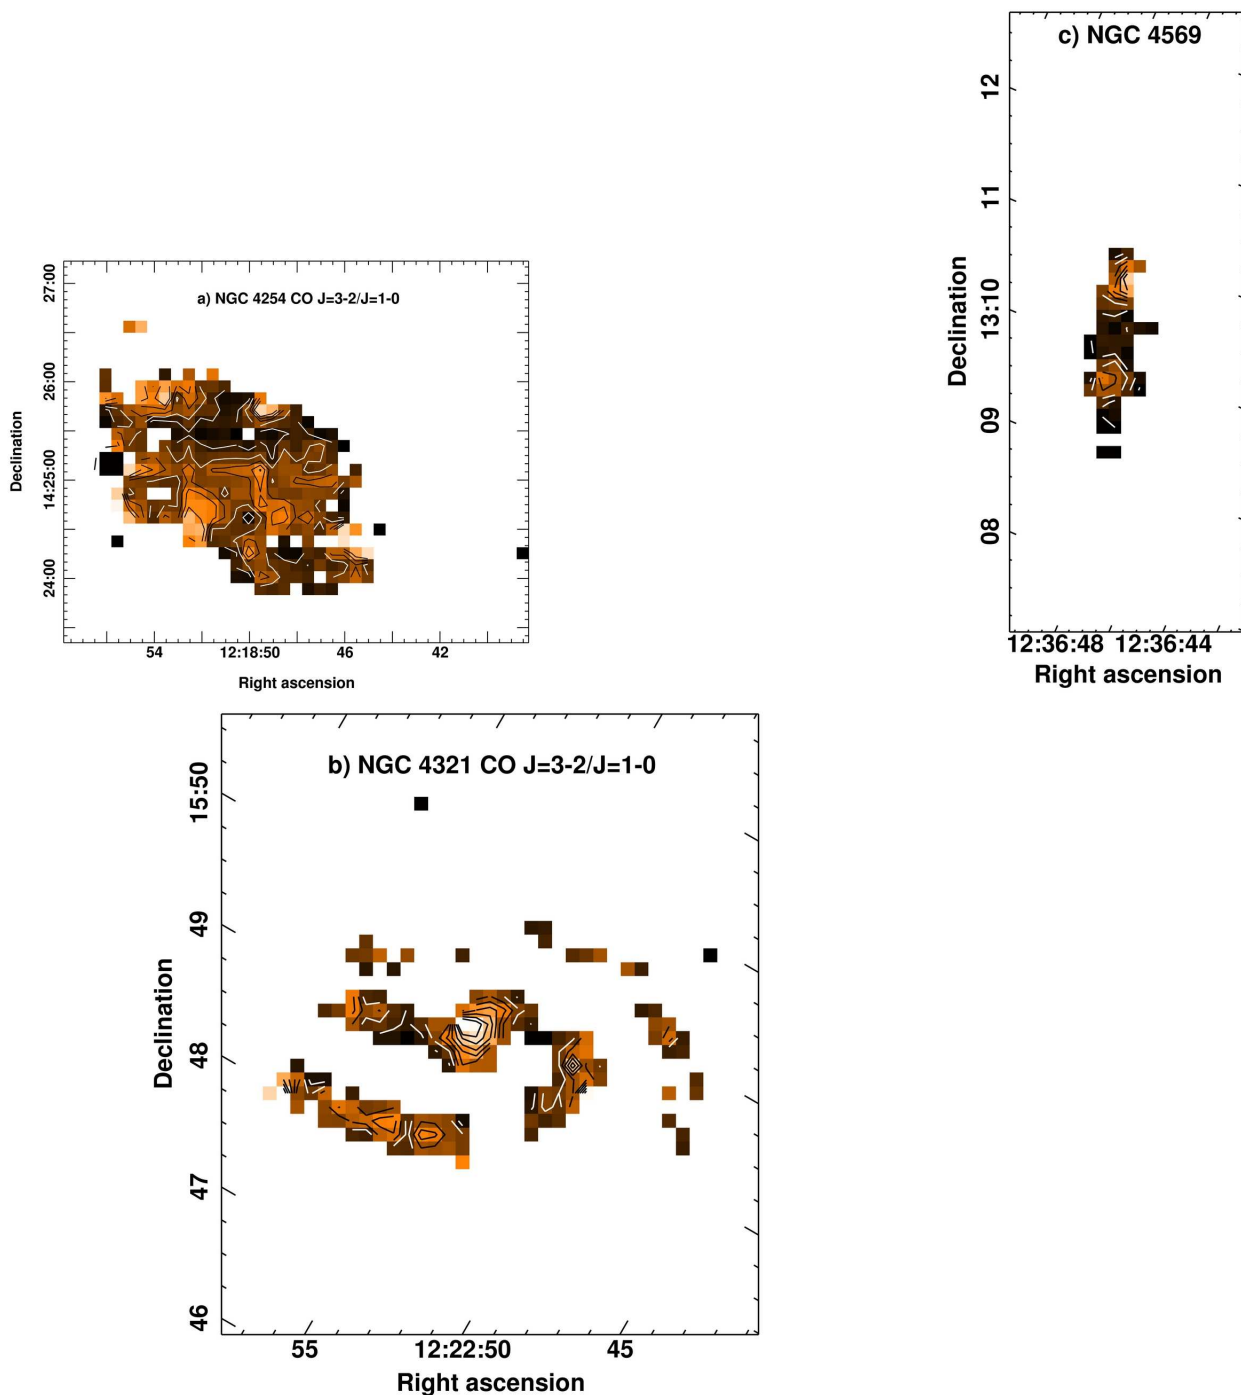 c) NGC 4569
12
11
13:10
09
08
Declination
12:36:48 12:36:44
Right ascension
a) NGC 4254 CO J=3-2/J=1-0
27:00
26:00
14:25:00
24:00
Declination
54 12:18:50 46 42
Right ascension
b) NGC 4321 CO J=3-2/J=1-0
15:50
49
48
47
46
Declination
55 12:22:50 45
Right ascension